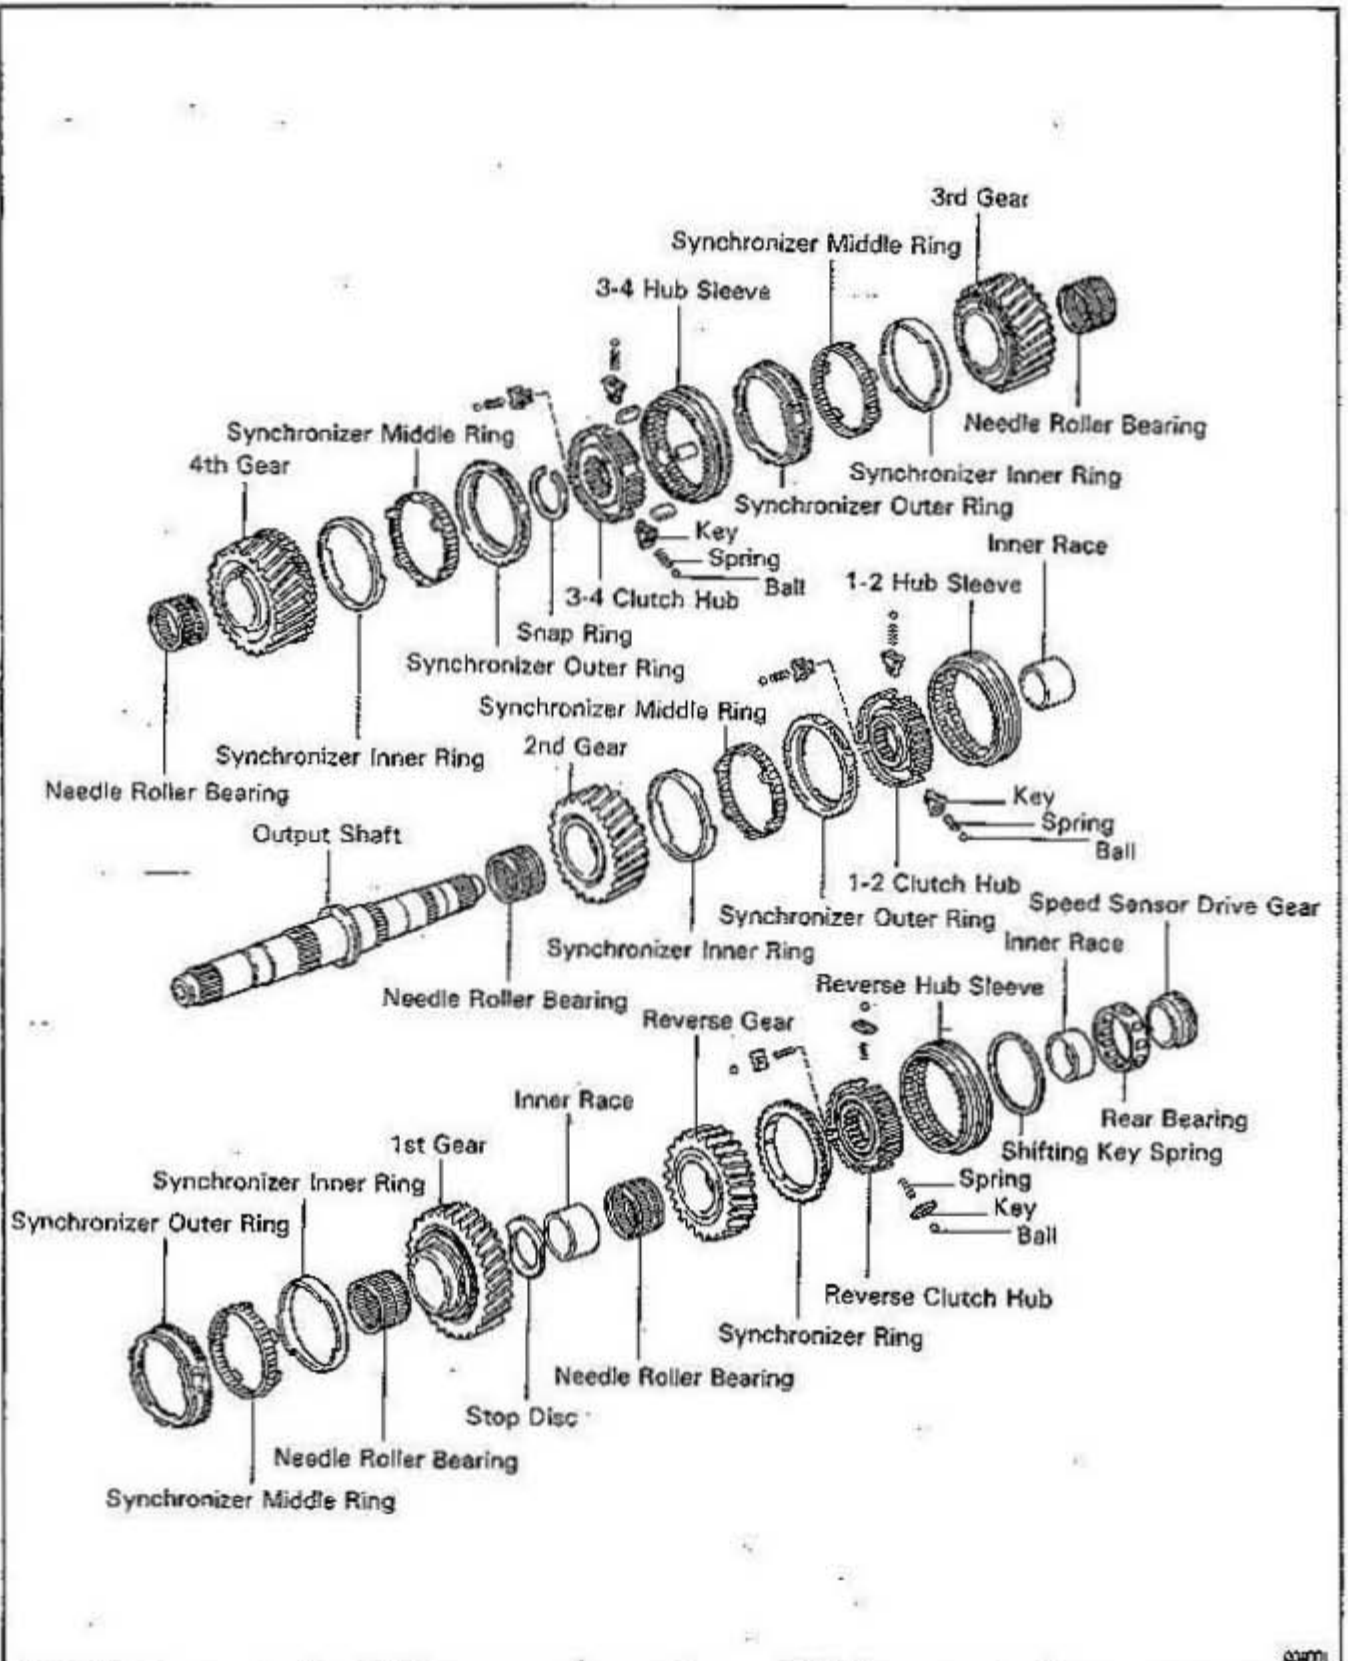 3rd Gear
Synchronizer Middle Ring
3-4 Hub Sleeve
Needle Roller Bearing
Synchronizer Middle Ring
4th Gear
Synchronizer Inner Ring
Synchronizer Outer Ring
Key
Spring
Ball
Inner Race
1-2 Hub Sleeve
3-4 Clutch Hub
Snap Ring
Synchronizer Outer Ring
Synchronizer Middle Ring
2nd Gear
Synchronizer Inner Ring
Needle Roller Bearing
Output Shaft
Key
Spring
Ball
1-2 Clutch Hub
Speed Sensor Drive Gear
Synchronizer Outer Ring
Inner Race
Synchronizer Inner Ring
Reverse Hub Sleeve
Needle Roller Bearing
Reverse Gear
Inner Race
Rear Bearing
1st Gear
Shifting Key Spring
Synchronizer Inner Ring
Spring
Key
Synchronizer Outer Ring
Ball
Reverse Clutch Hub
Synchronizer Ring
Needle Roller Bearing
Stop Disc
Needle Roller Bearing
Synchronizer Middle Ring